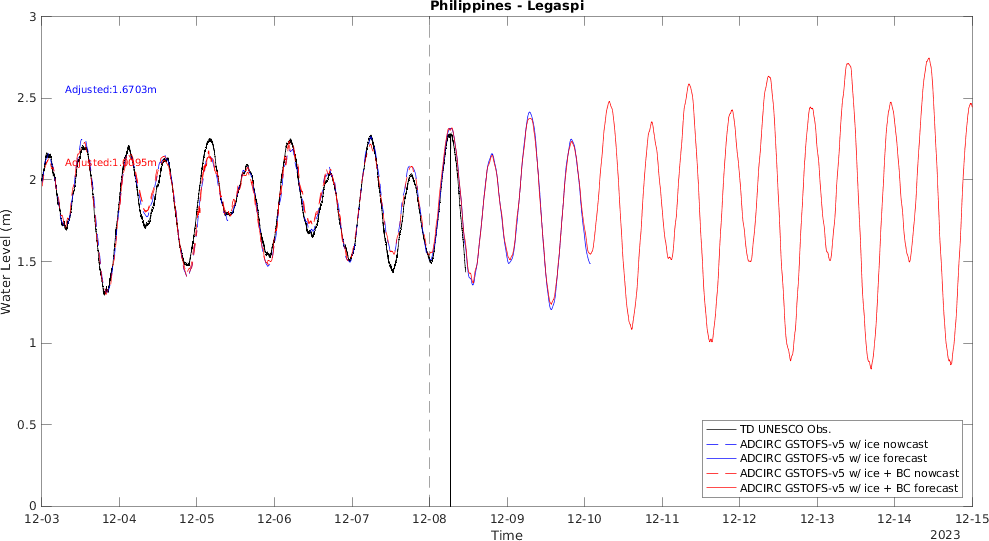 Philippines - Legaspi
3
2.5
2
1.5
1
0.5
0
Water Level (m)
Adjusted:1.6703m
TD UNESCO Obs.
ADCIRC GSTOFS-v5 w/ ice nowcast
ADCIRC GSTOFS-v5 w/ ice forecast
ADCIRC GSTOFS-v5 w/ ice + BC nowcast
ADCIRC GSTOFS-v5 w/ ice + BC forecast
12-03 12-04 12-05 12-06 12-07 12-08 12-09 12-10 12-11 12-12 12-13 12-14 12-15
Time
2023